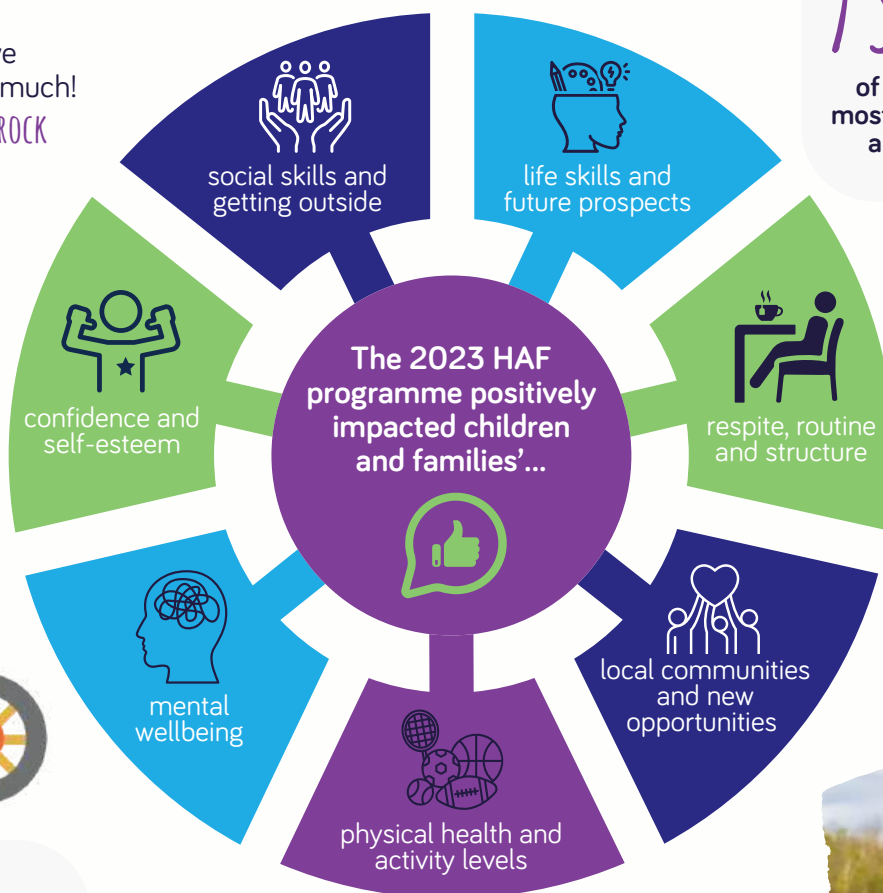 much!
ROCK
of
most
a
social skills and
getting outside
life skills and
future prospects
confidence and
self-esteem
The 2023 HAF
programme positively
impacted children
and families’...
respite, routine
and structure
mental
wellbeing
local communities
and new
opportunities
physical health and
activity levels